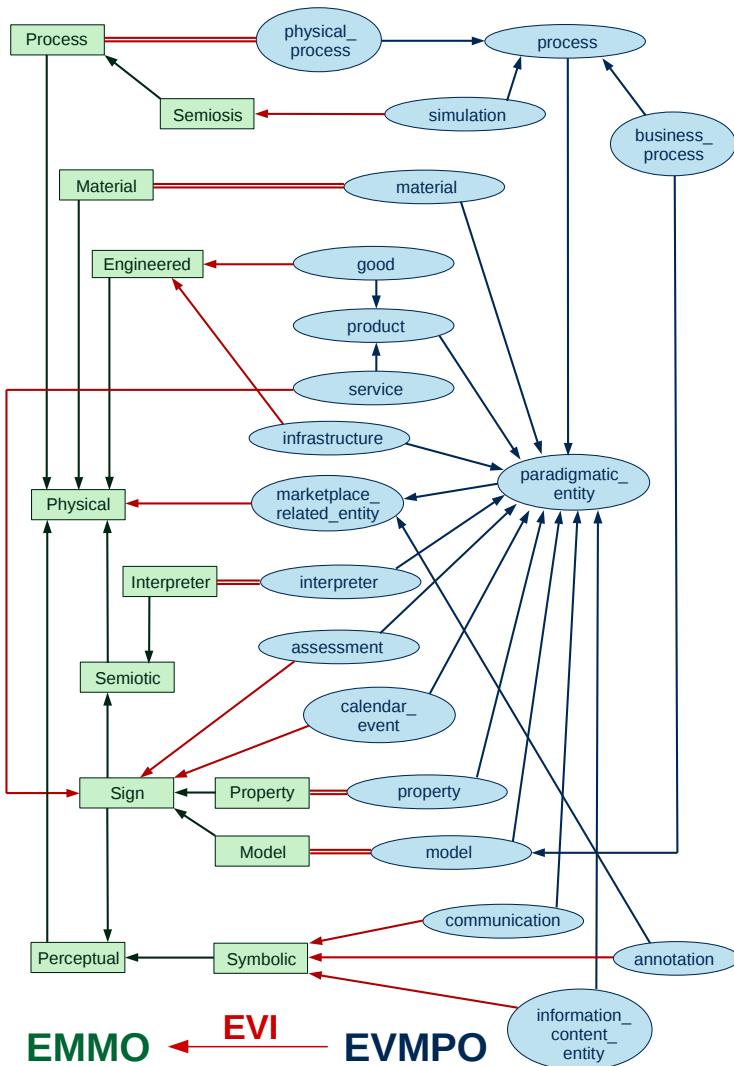 Process
physical_
process
process
Semiosis
simulation
business_
process
Material
material
Engineered
good
product
service
infrastructure
paradigmatic_
entity
Physical
marketplace_
related_entity
Interpreter
interpreter
assessment
Semiotic
calendar_
event
Sign
Property
property
Model
model
communication
Perceptual
Symbolic
annotation
information_
content_
entity
EMMO
EVI
EVMPO